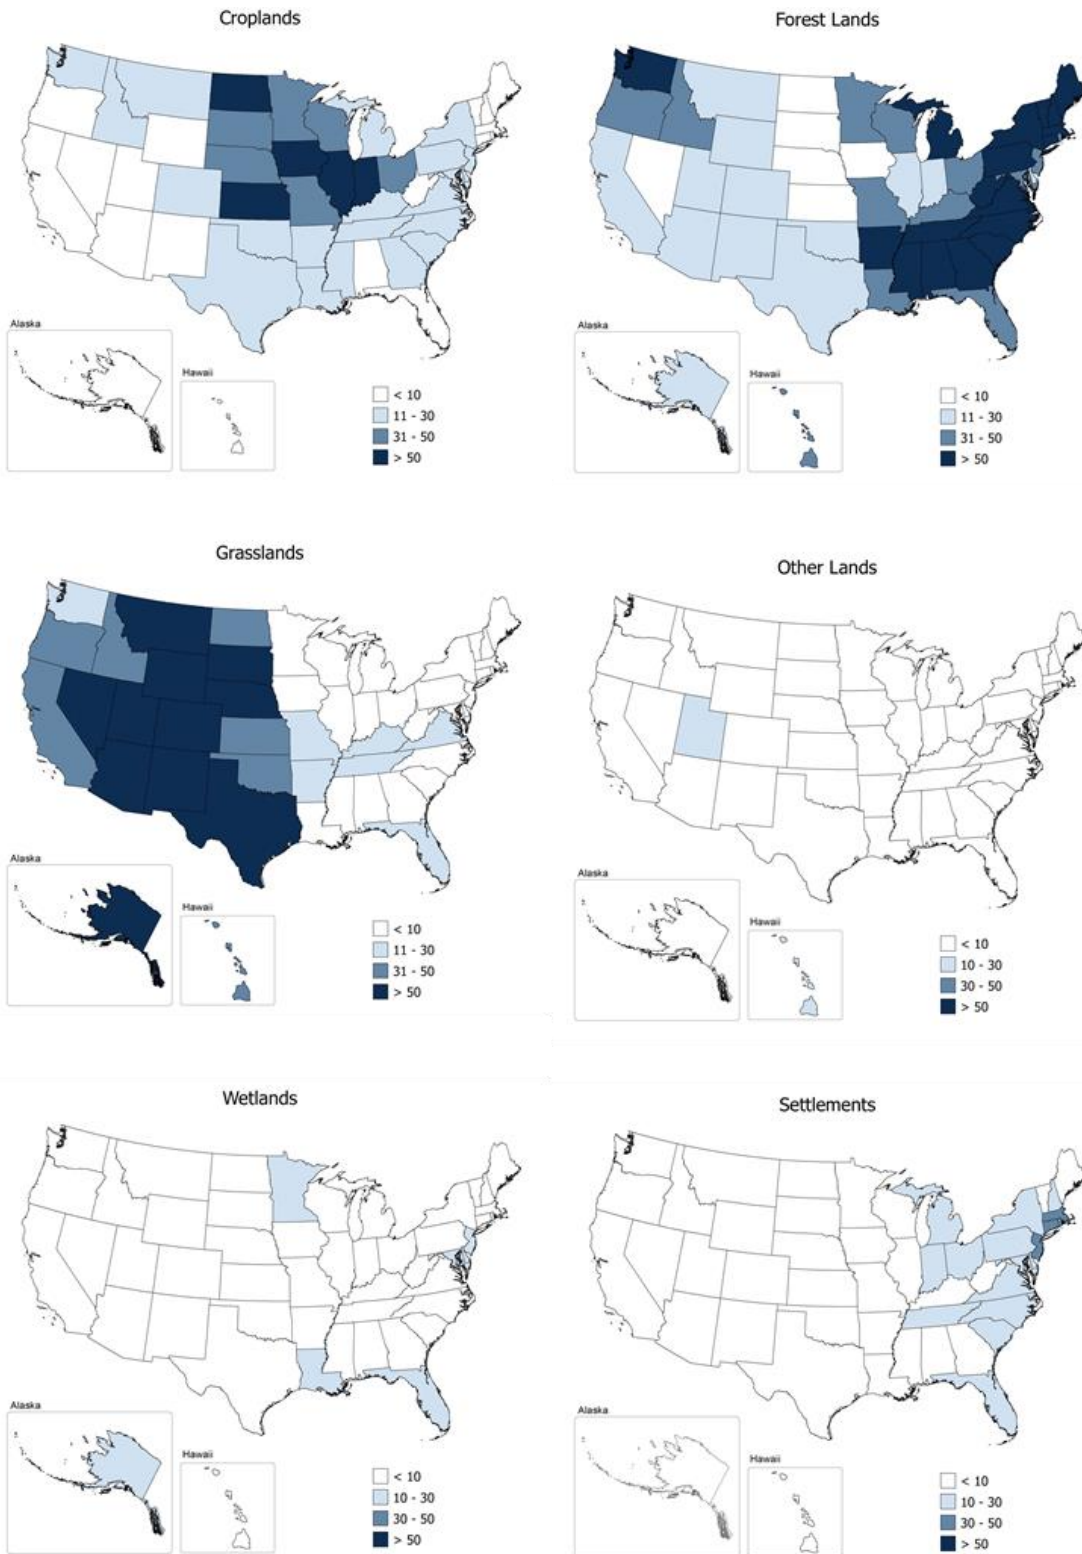 Croplands
Alaska
Hawaii
< 10
11 - 30
31 - 50
> 50
Forest Lands
Alaska
Hawaii
< 10
11 - 30
31 - 50
> 50
Grasslands
Alaska
Hawaii
< 10
11 - 30
31 - 50
> 50
Other Lands
Alaska
Hawaii
< 10
10 - 30
30 - 50
> 50
Wetlands
Alaska
Hawaii
< 10
10 - 30
30 - 50
> 50
Settlements
Alaska
Hawaii
< 10
10 - 30
30 - 50
> 50